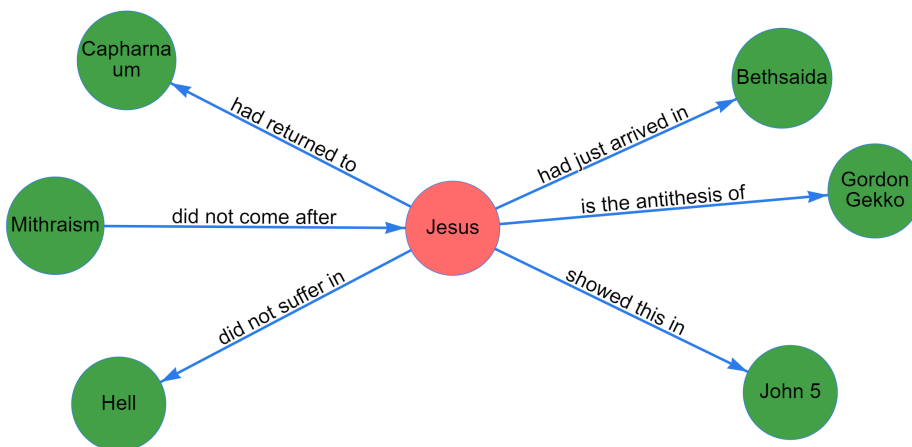 Capharna
um
Bethsaida
had returned to
had just arrived in
Gordon
Gekko
is the antithesis of
Mithraism
did not come after
Jesus
did not suffer in
showed this in
Hell
John 5